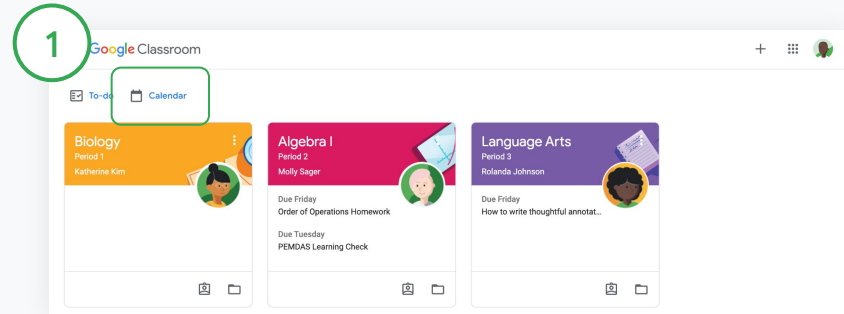 1
Google Classroom
To-do
Calendar
Biology
Period 1
Katherine Kim
Algebra I
Period 2
Molly Sager
Due Friday
Order of Operations Homework
Due Tuesday
PEMDAS Learning Check
Language Arts
Period 3
Rolanda Johnson
Due Friday
How to write thoughtful annotat...